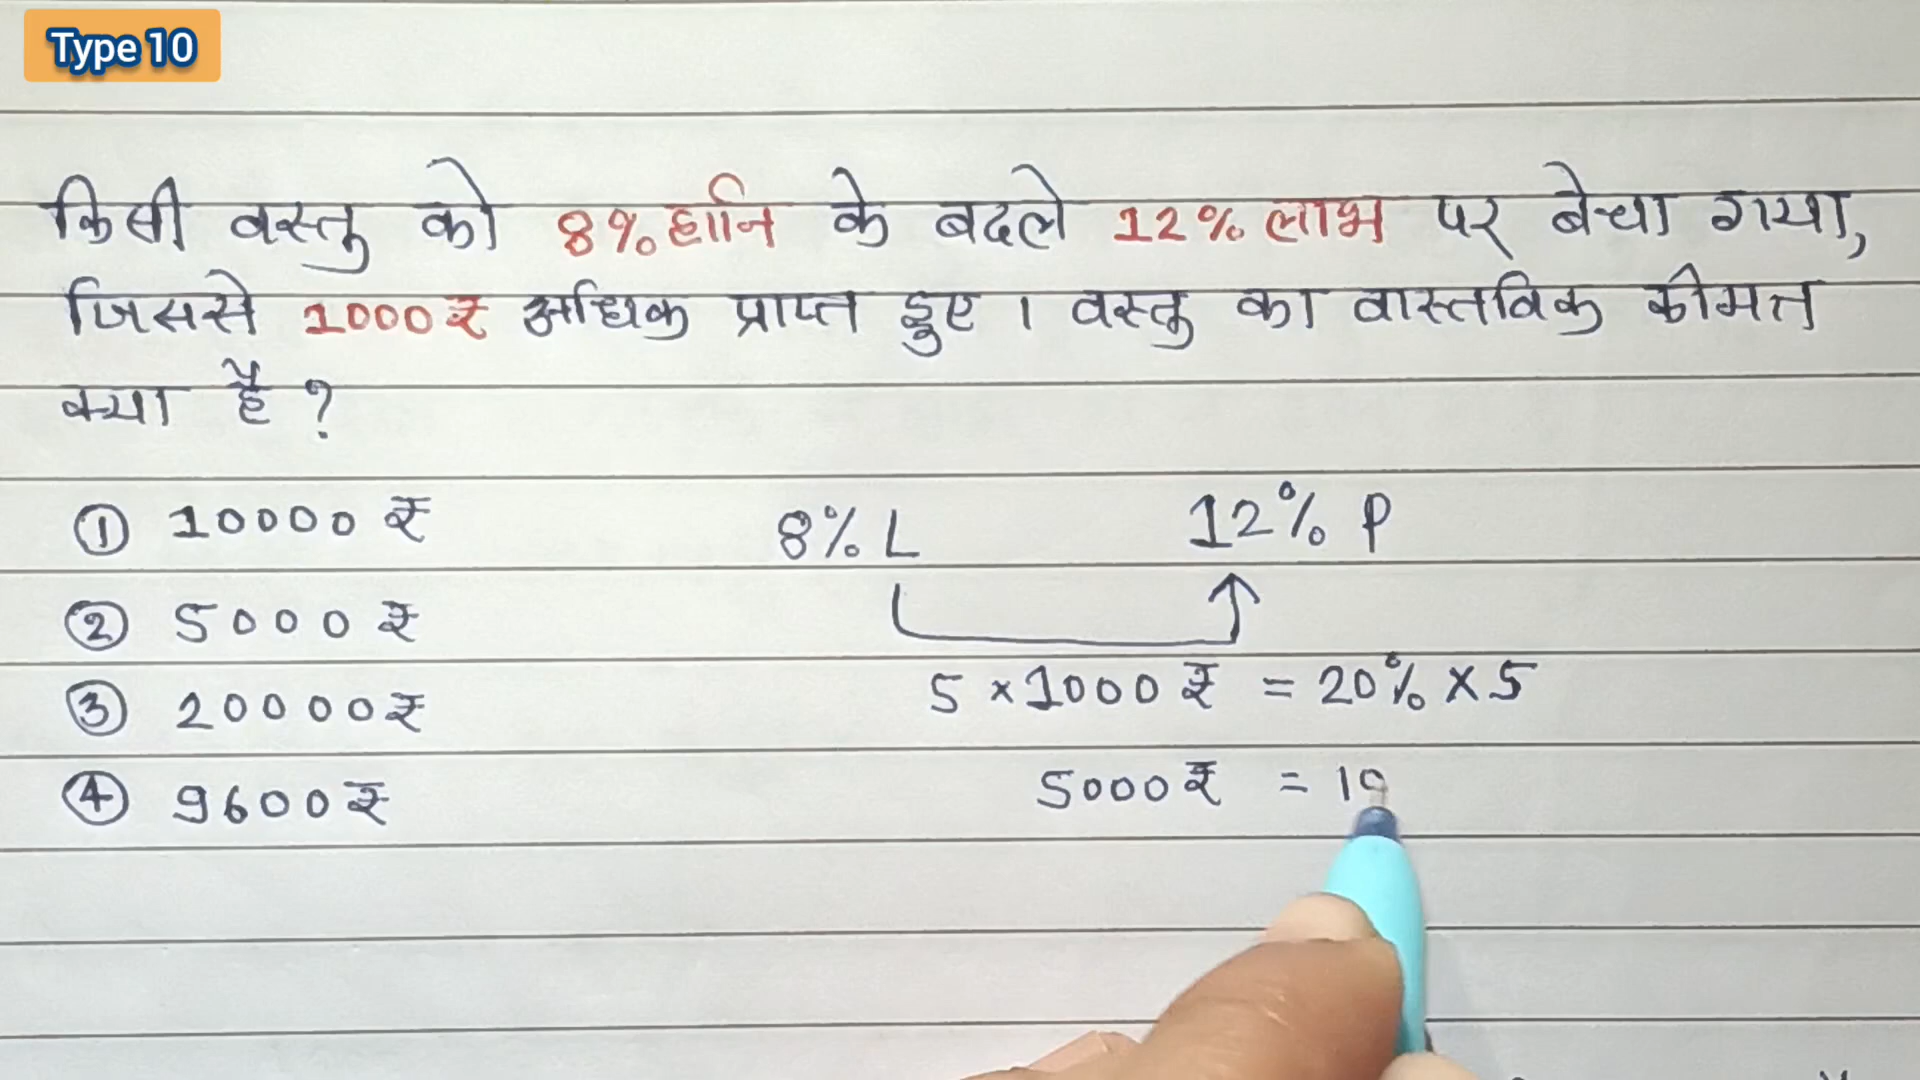 Type 10
किसी वस्तु को 8% हानि के बदले 12% लाभ पर बेचा गया,
जिससे 1000₹ अधिक प्राप्त हुए । वस्तु का वास्तविक कीमत
क्या है ?
① 10000 ₹
② 5000 ₹
③ 20000₹
④ 9600₹
8% L 12% P
5 × 1000 ₹ = 20% × 5
5000 ₹ = 10